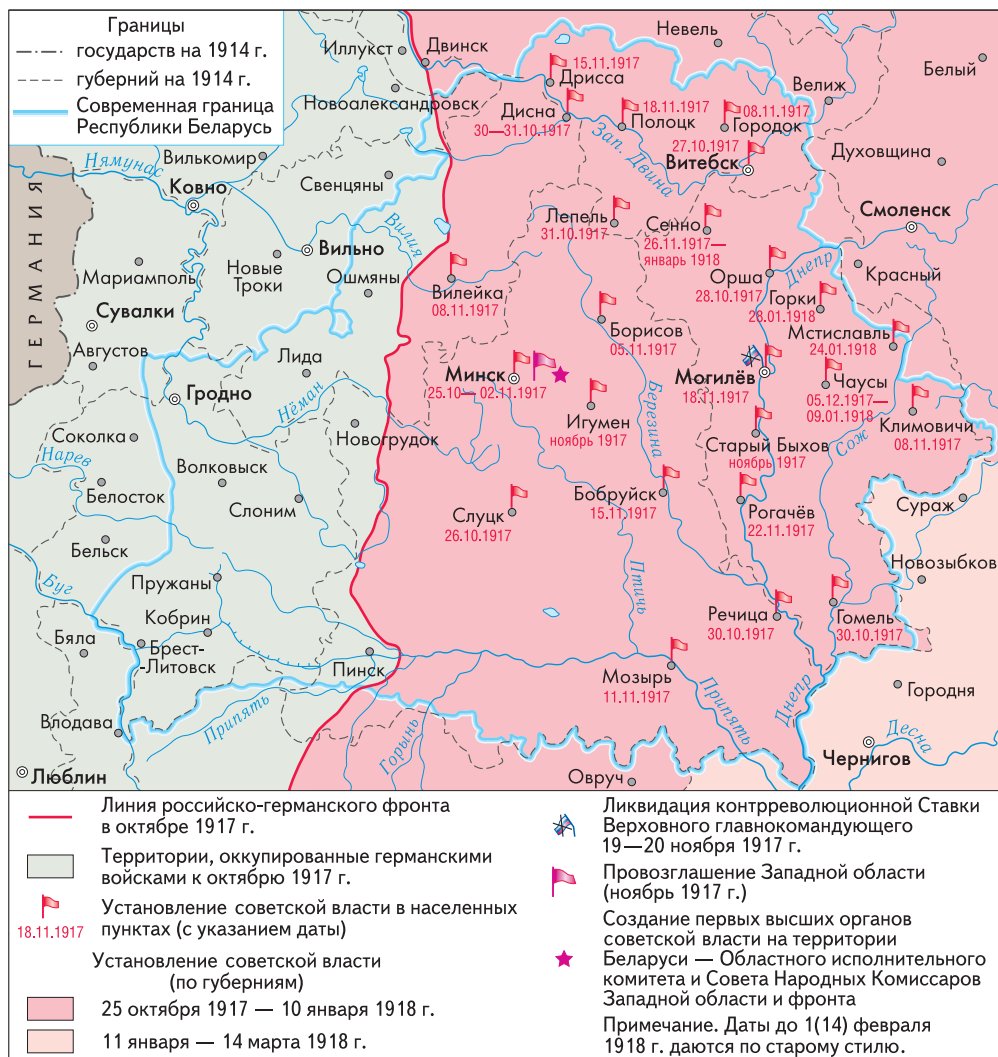 Границы
государств на 1914 г.
губерний на 1914 г.
Современная граница
Республики Беларусь
Иллукст
Двинск
Невель
Белый
15.11.1917
Дрисса
Велиж
Новоалександровск
Дисна
30—31.10.1917
18.11.1917
Полоцк
08.11.1917
Городок
27.10.1917
Витебск
Зап. Двина
Духовщина
Нямунас
Вилькомир
Ковно
Свенцяны
Вилия
Лепель
31.10.1917
Сенно
26.11.1917—
январь 1918
Смоленск
ГЕРМАНИЯ
Мариамполь
Новые
Троки
Вильно
Ошмяны
Вилейка
08.11.1917
Орша
28.10.1917
Днепр
Красный
Сувалки
Горки
23.01.1918
Борисов
05.11.1917
Мстиславль
24.01.1918
Августов
Лида
Минск
25.10— 02.11.1917
Могилёв
18.11.1917
Чаусы
05.12.1917—
09.01.1918
Гродно
Нёман
Игумен
ноябрь 1917
Березина
Климовичи
08.11.1917
Соколка
Новогрудок
Старый Быхов
ноябрь 1917
Сож
Нарев
Волковыск
Белосток
Слоним
Слуцк
26.10.1917
Бобруйск
15.11.1917
Рогачёв
22.11.1917
Сураж
Бельск
Новозыбков
Буг
Пружаны
Птичь
Кобрин
Речица
30.10.1917
Гомель
30.10.1917
Бяла
Брест-
-Литовск
Пинск
Мозырь
11.11.1917
Городня
Влодава
Припять
Горынь
Припять
Днепр
Десна
Чернигов
Люблин
Овруч
Линия российско-германского фронта
в октябре 1917 г.
Территории, оккупированные германскими
войсками к октябрю 1917 г.
18.11.1917
Установление советской власти в населенных
пунктах (с указанием даты)
Установление советской власти
(по губерниям)
25 октября 1917 — 10 января 1918 г.
11 января — 14 марта 1918 г.
Ликвидация контрреволюционной Ставки
Верховного главнокомандующего
19—20 ноября 1917 г.
Провозглашение Западной области
(ноябрь 1917 г.)
Создание первых высших органов
советской власти на территории
Беларуси — Областного исполнительного
комитета и Совета Народных Комиссаров
Западной области и фронта
Примечание. Даты до 1(14) февраля
1918 г. даются по старому стилю.